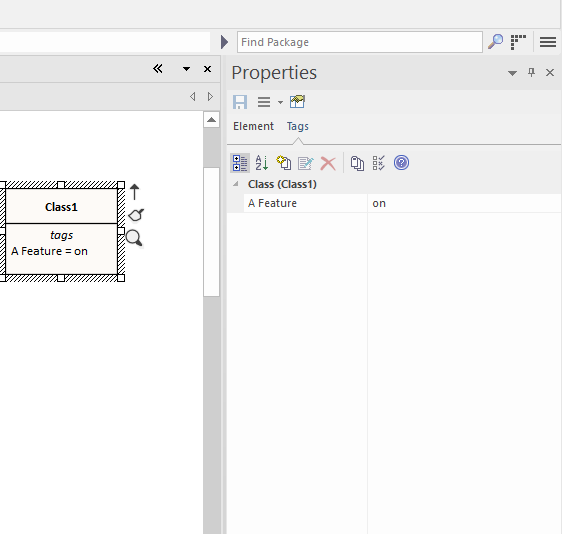 Find Package
Properties
Element Tags
Class (Class1)
A Feature on
Class1
tags
A Feature = on